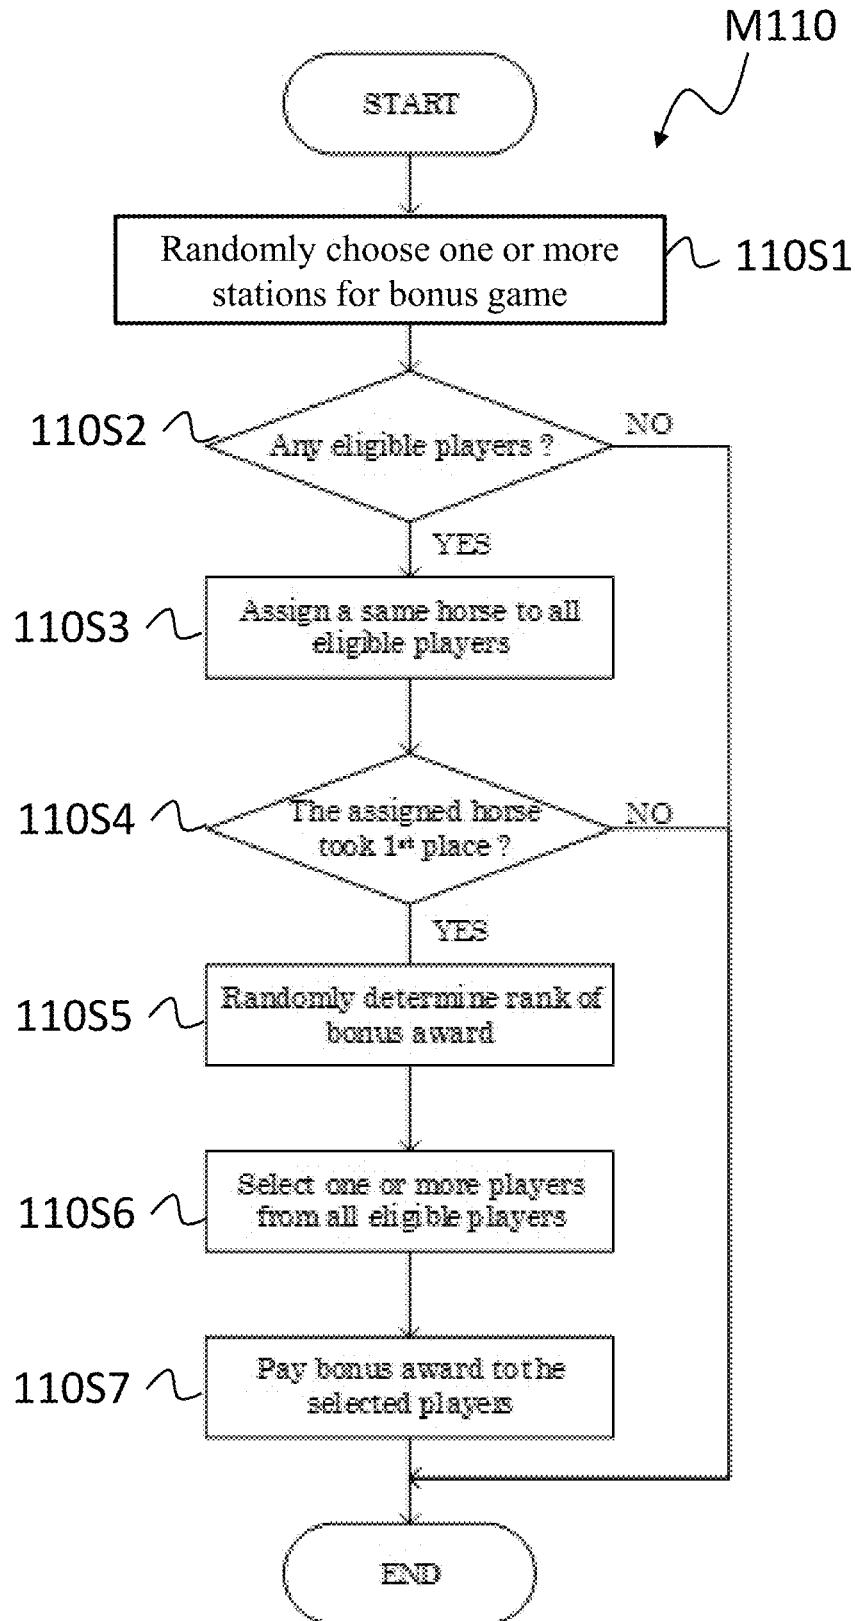 M110
START
Randomly choose one or more
stations for bonus game
110S1
110S2
Any eligible players ?
NO
YES
110S3
Assign a same horse to all
eligible players
110S4
The assigned horse
took 1st place ?
NO
YES
110S5
Randomly determine rank of
bonus award
110S6
Select one or more players
from all eligible players
110S7
Pay bonus award to the
selected players
END